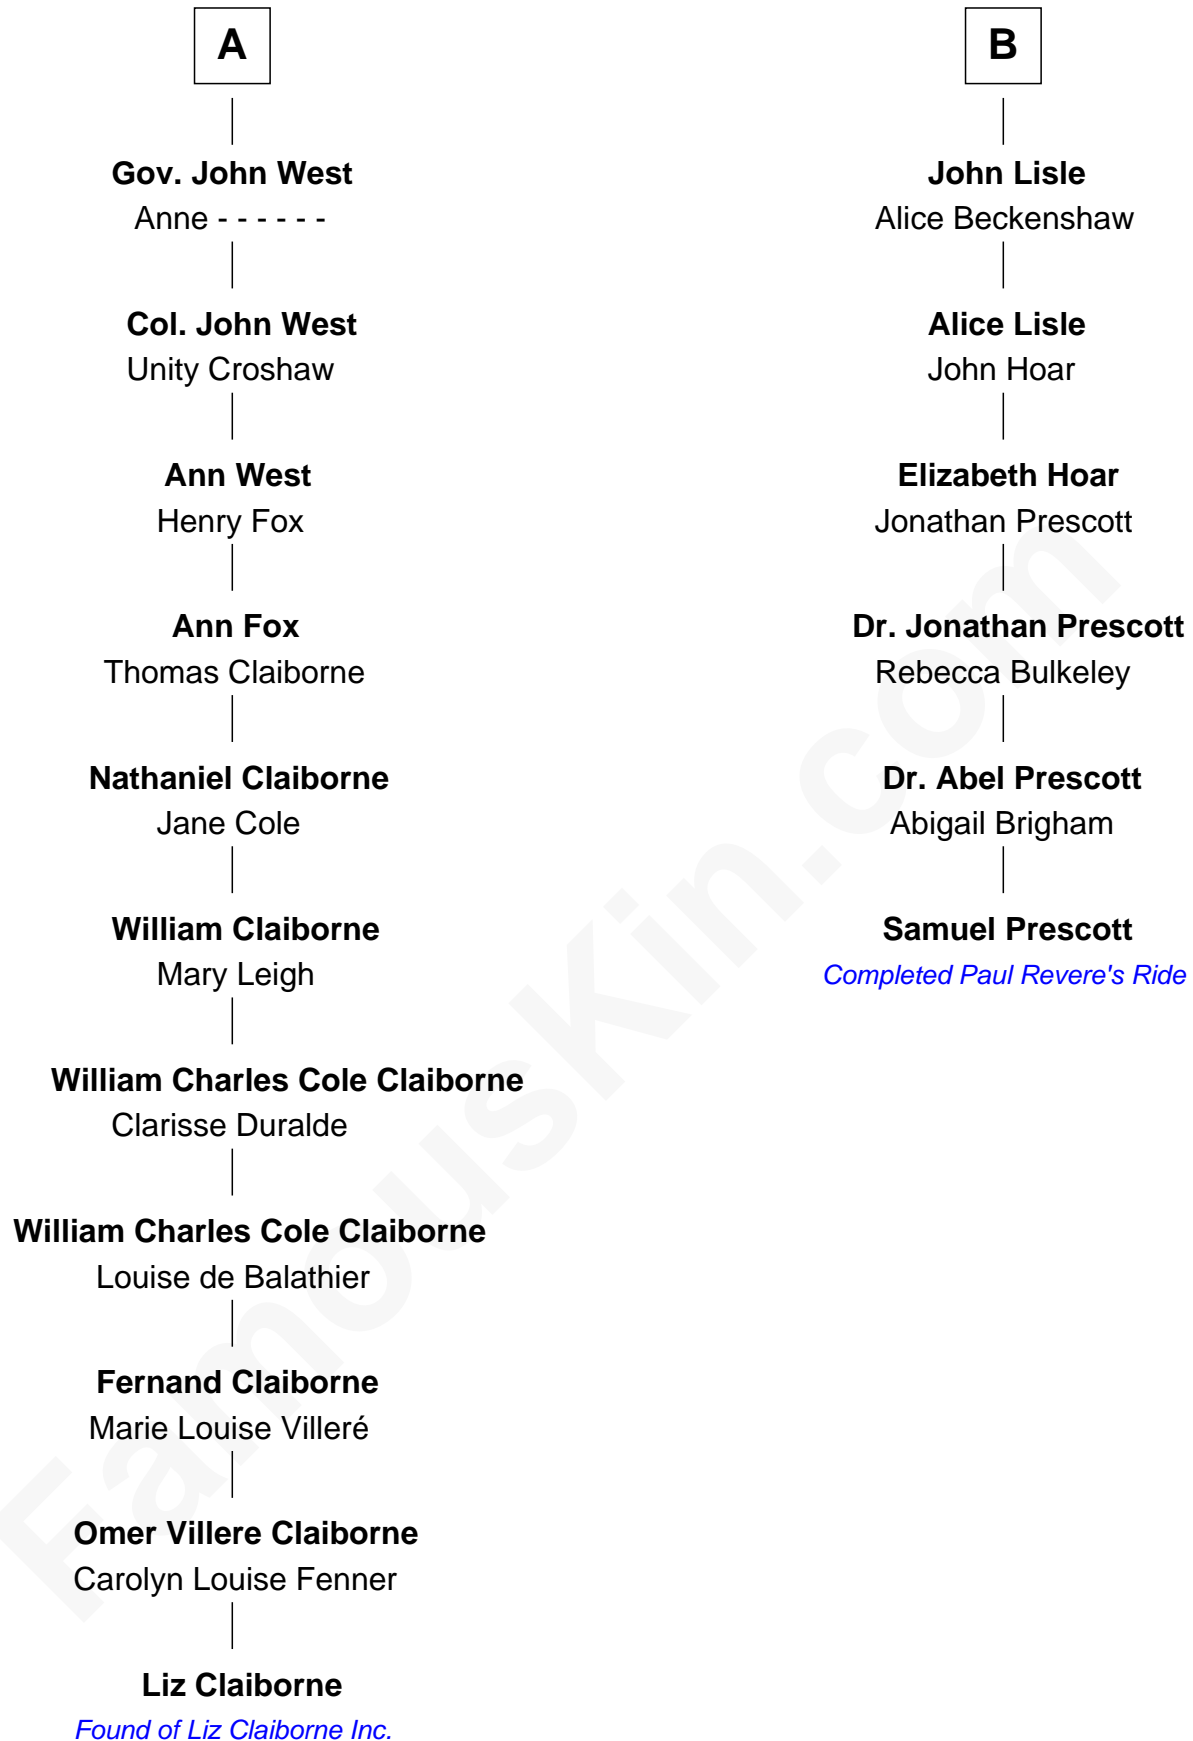 A
Gov. John West
Anne - - - - - -
Col. John West
Unity Croshaw
Ann West
Henry Fox
Ann Fox
Thomas Claiborne
Nathaniel Claiborne
Jane Cole
William Claiborne
Mary Leigh
William Charles Cole Claiborne
Clarisse Duralde
William Charles Cole Claiborne
Louise de Balathier
Fernand Claiborne
Marie Louise Villeré
Omer Villere Claiborne
Carolyn Louise Fenner
Liz Claiborne
Found of Liz Claiborne Inc.
B
John Lisle
Alice Beckenshaw
Alice Lisle
John Hoar
Elizabeth Hoar
Jonathan Prescott
Dr. Jonathan Prescott
Rebecca Bulkeley
Dr. Abel Prescott
Abigail Brigham
Samuel Prescott
Completed Paul Revere's Ride
FamousKin.com